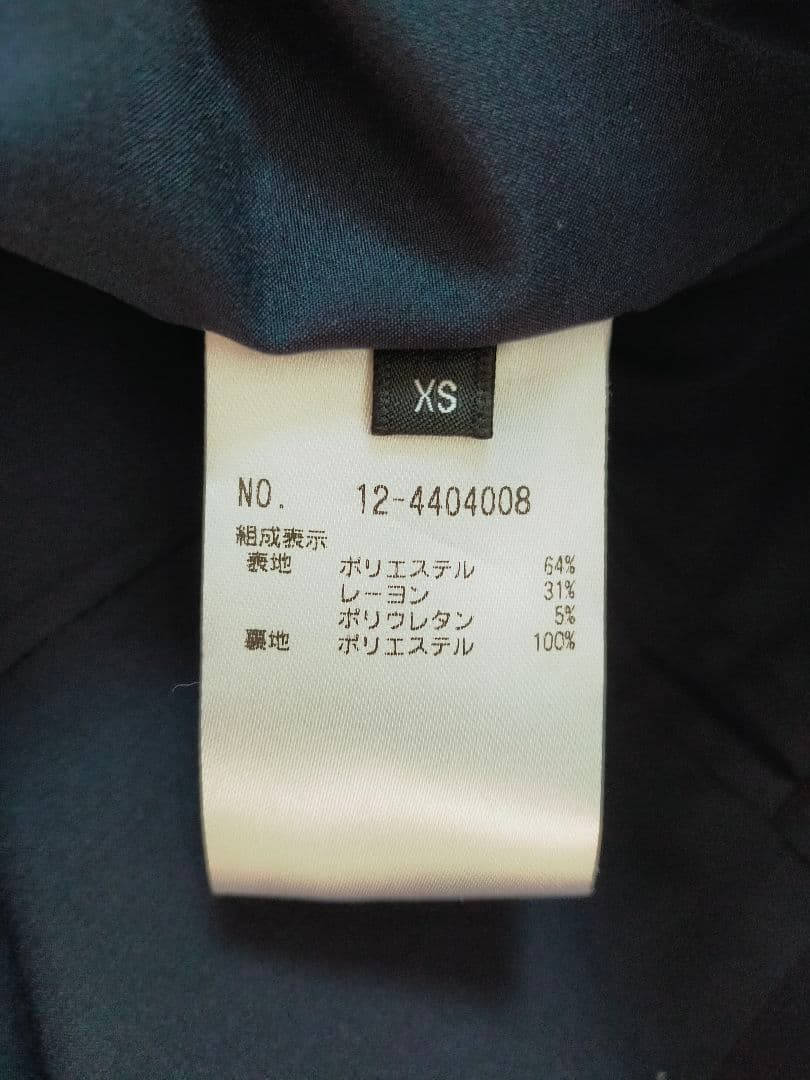 XS
NO. 12-4404008
組成表示
表地 ポリエステル 64%
レーヨン 31%
ポリウレタン 5%
裏地 ポリエステル 100%